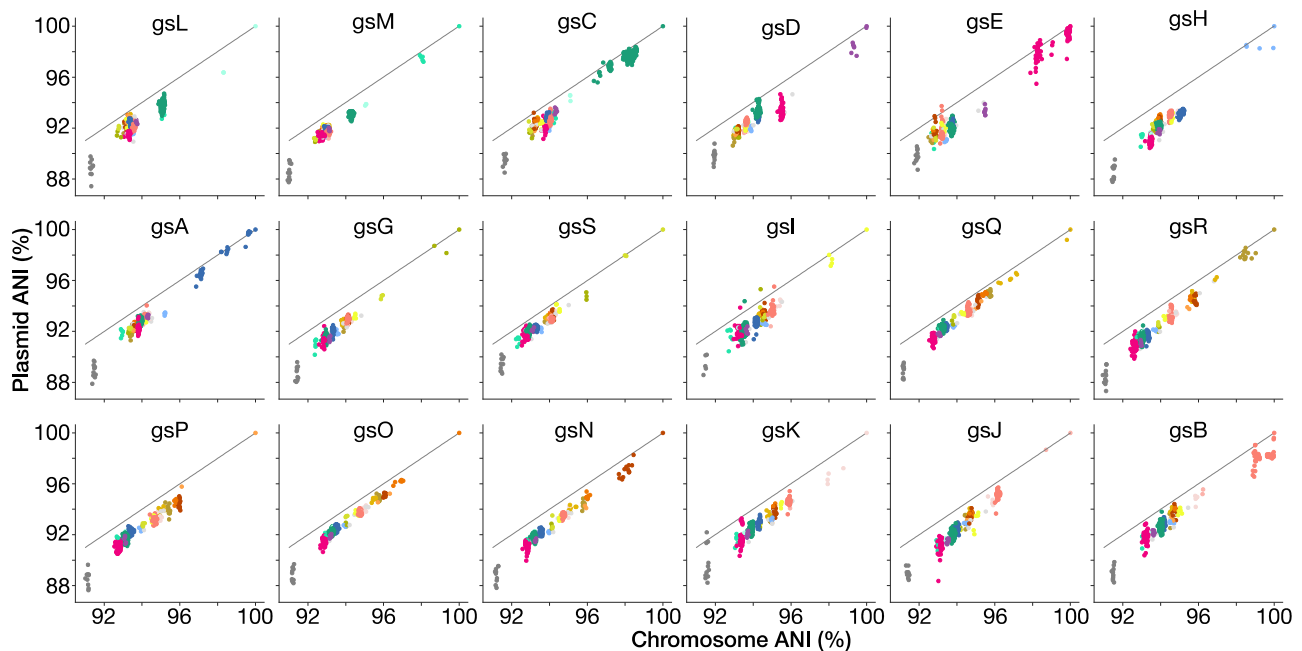 gsL gsM gsC gsD gsE gsH
100
96
92
88
gsA gsG gsS gsI gsQ gsR
100
96
92
88
Plasmid ANI (%)
gsP gsO gsN gsK gsJ gsB
100
96
92
88
92 96 100 92 96 100 92 96 100 92 96 100 92 96 100 92 96 100
Chromosome ANI (%)